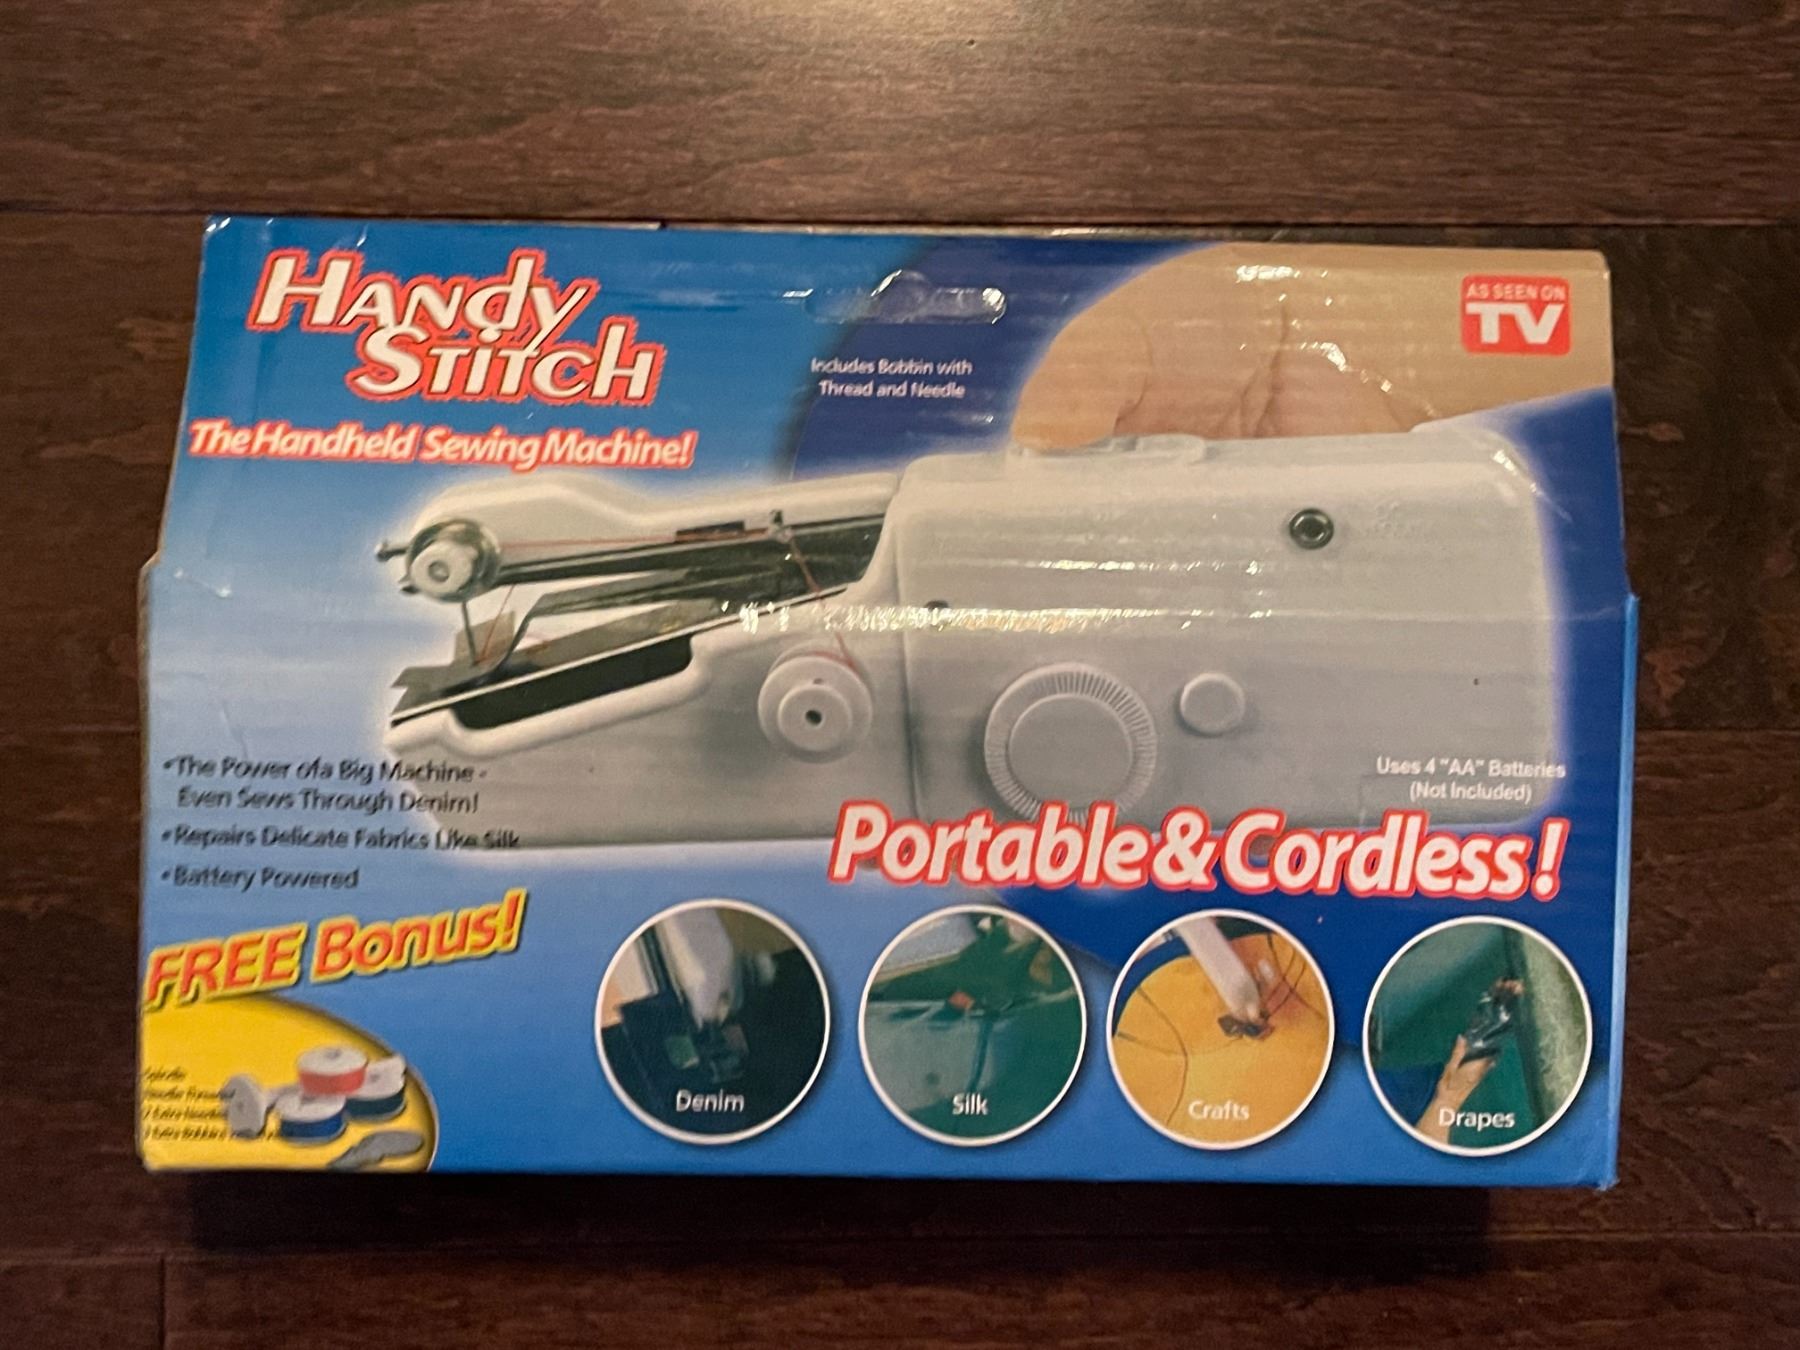 HANDY
STITCH
The Handheld Sewing Machine!
Includes Bobbin with
Thread and Needle
AS SEEN ON
TV
•The Power of a Big Machine -
Even Sews Through Denim!
•Repairs Delicate Fabrics Like Silk
•Battery Powered
Uses 4 "AA" Batteries
(Not Included)
Portable & Cordless!
FREE Bonus!
Denim
Silk
Crafts
Drapes